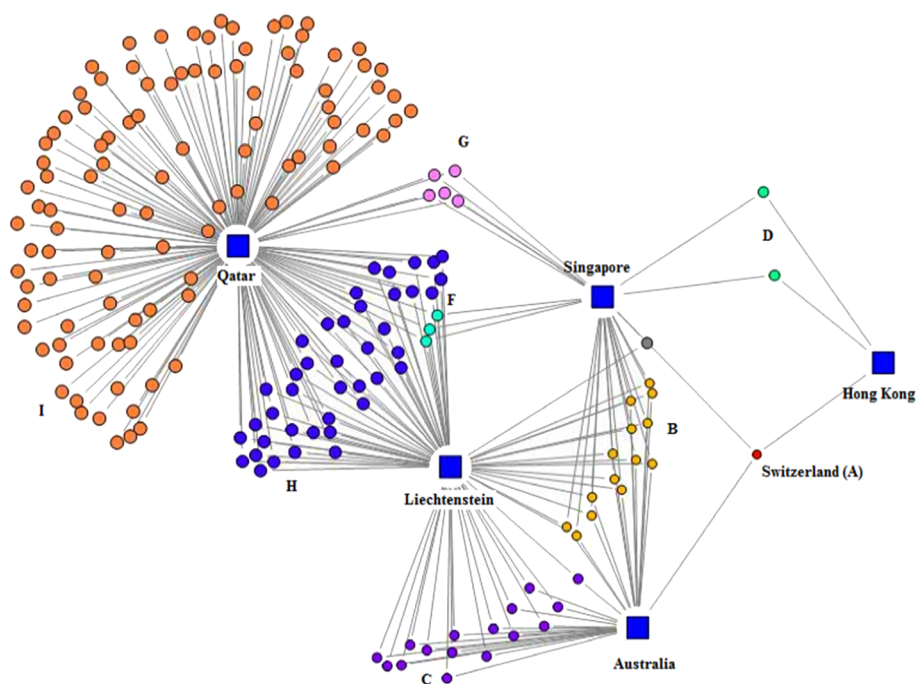 G
D
Singapore
Qatar
F
Hong Kong
I
B
Switzerland (A)
H
Liechtenstein
Australia
C